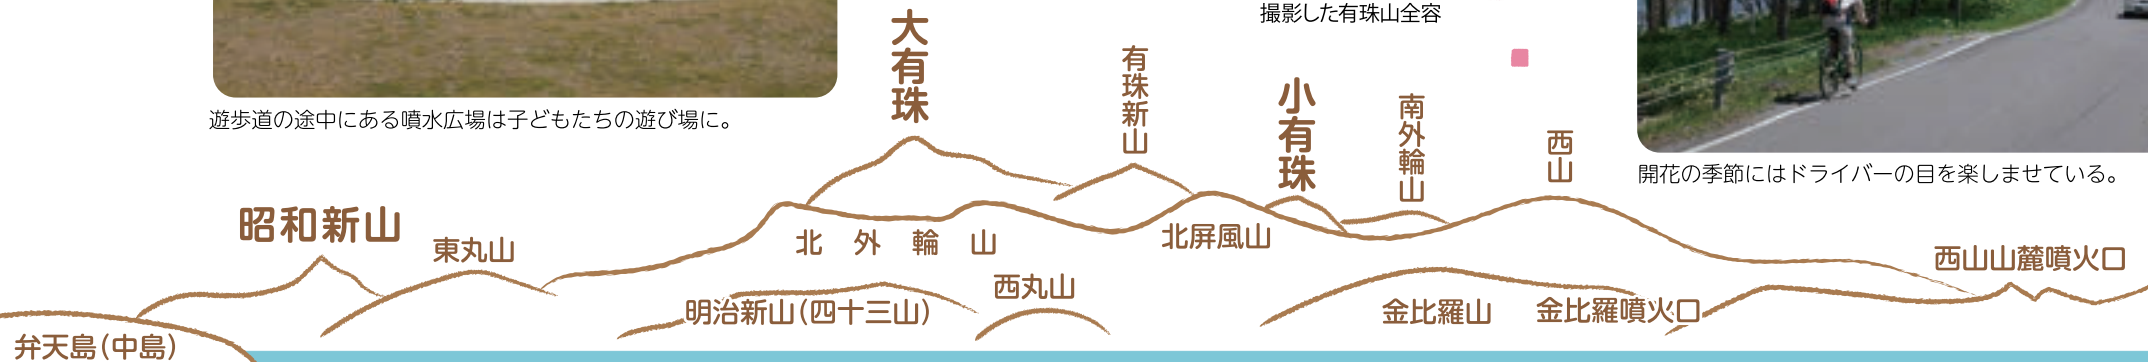 撮影した有珠山全容
遊歩道の途中にある噴水広場は子どもたちの遊び場に。
開花の季節にはドライバーの目を楽しませている。
大有珠
有珠新山
小有珠
南外輪山
西山
昭和新山
東丸山
北外輪山
北屏風山
西山山麓噴火口
西丸山
明治新山(四十三山)
金比羅山
金比羅噴火口
弁天島(中島)